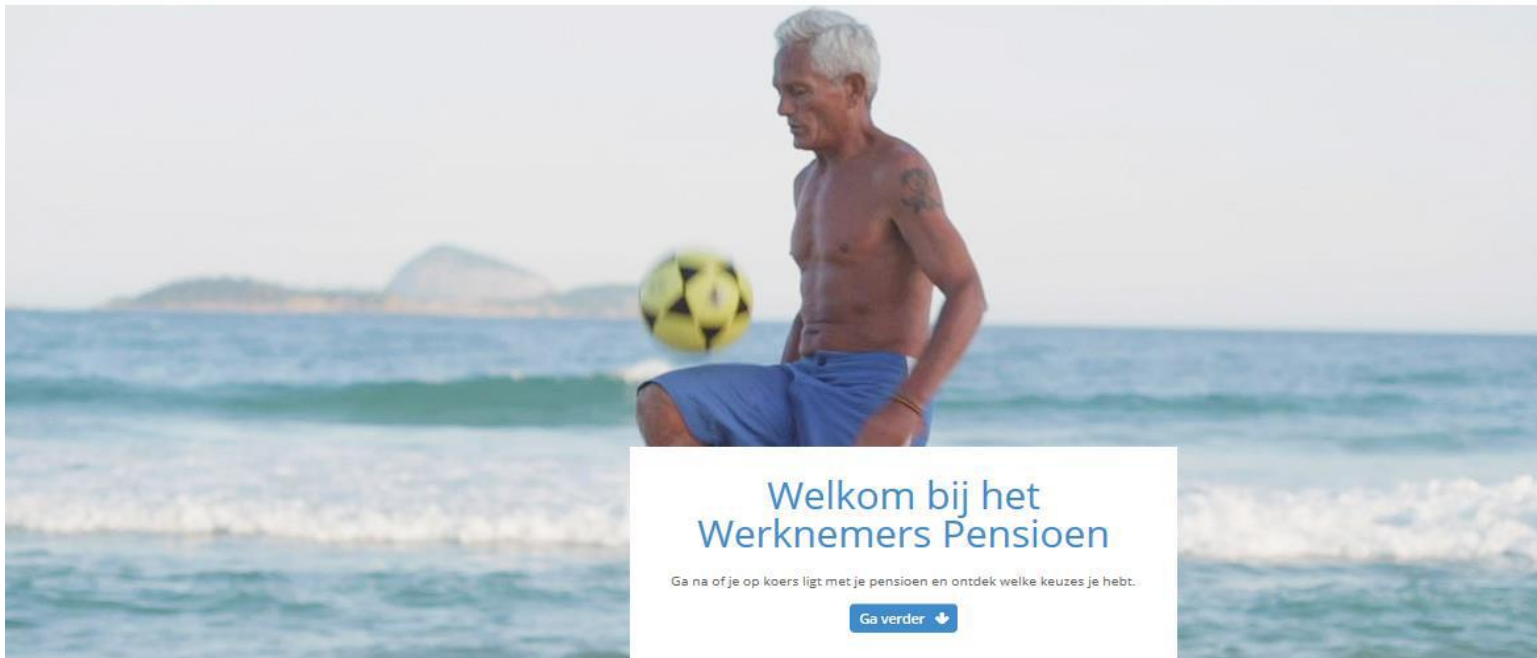 Welkom bij het
Werknemers Pensioen
Ga na of je op koers ligt met je pensioen en ontdek welke keuzes je hebt.
Ga verder